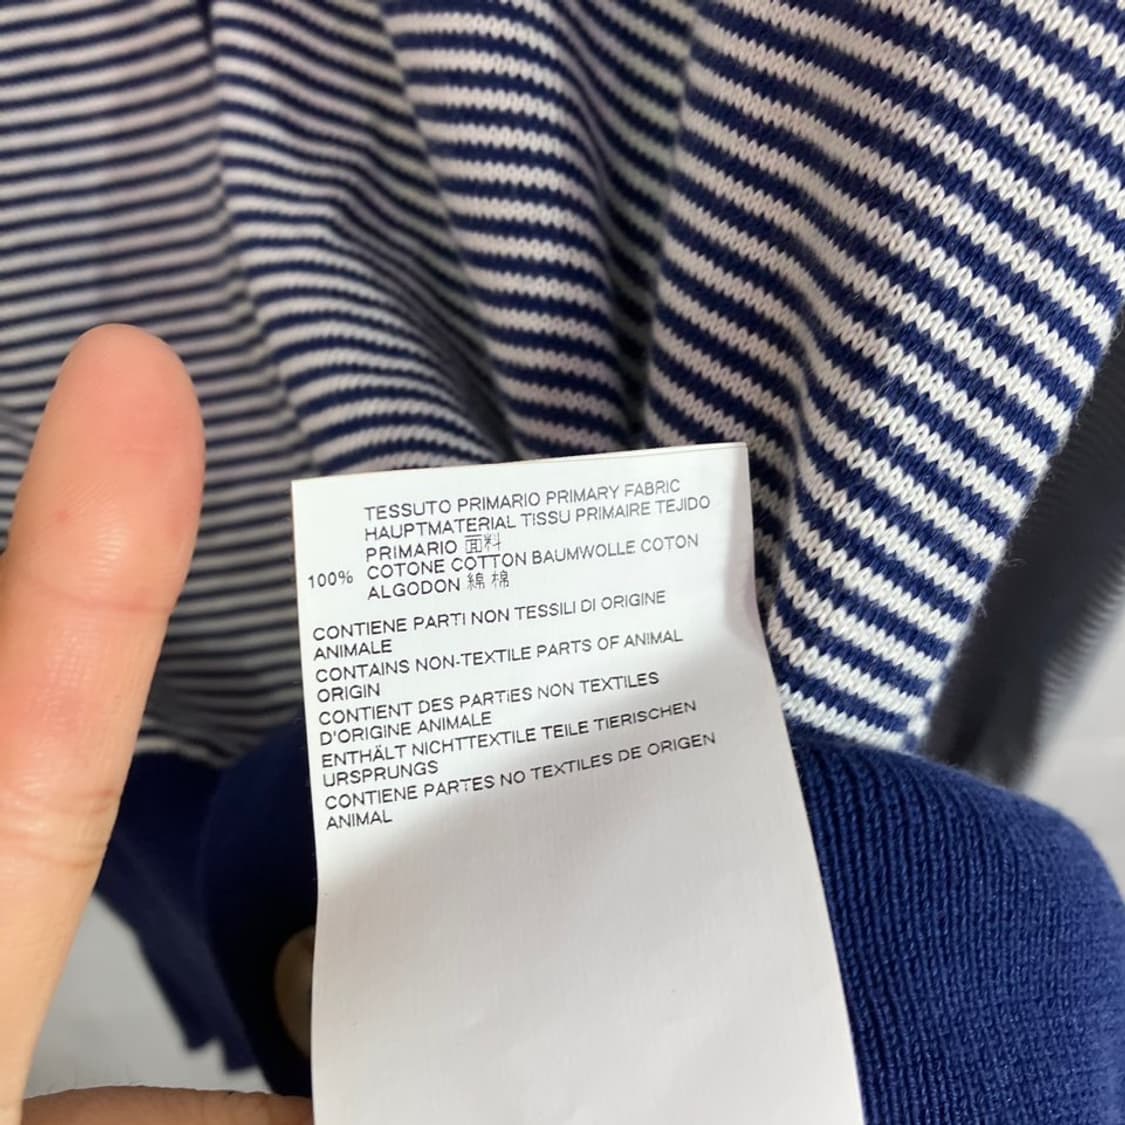 TESSUTO PRIMARIO PRIMARY FABRIC
HAUPTMATERIAL TISSU PRIMAIRE TEJIDO
PRIMARIO 面料
100% COTONE COTTON BAUMWOLLE COTON
ALGODON 綿 棉
CONTIENE PARTI NON TESSILI DI ORIGINE
ANIMALE
CONTAINS NON-TEXTILE PARTS OF ANIMAL
ORIGIN
CONTIENT DES PARTIES NON TEXTILES
D'ORIGINE ANIMALE
ENTHÄLT NICHTTEXTILE TEILE TIERISCHEN
URSPRUNGS
CONTIENE PARTES NO TEXTILES DE ORIGEN
ANIMAL